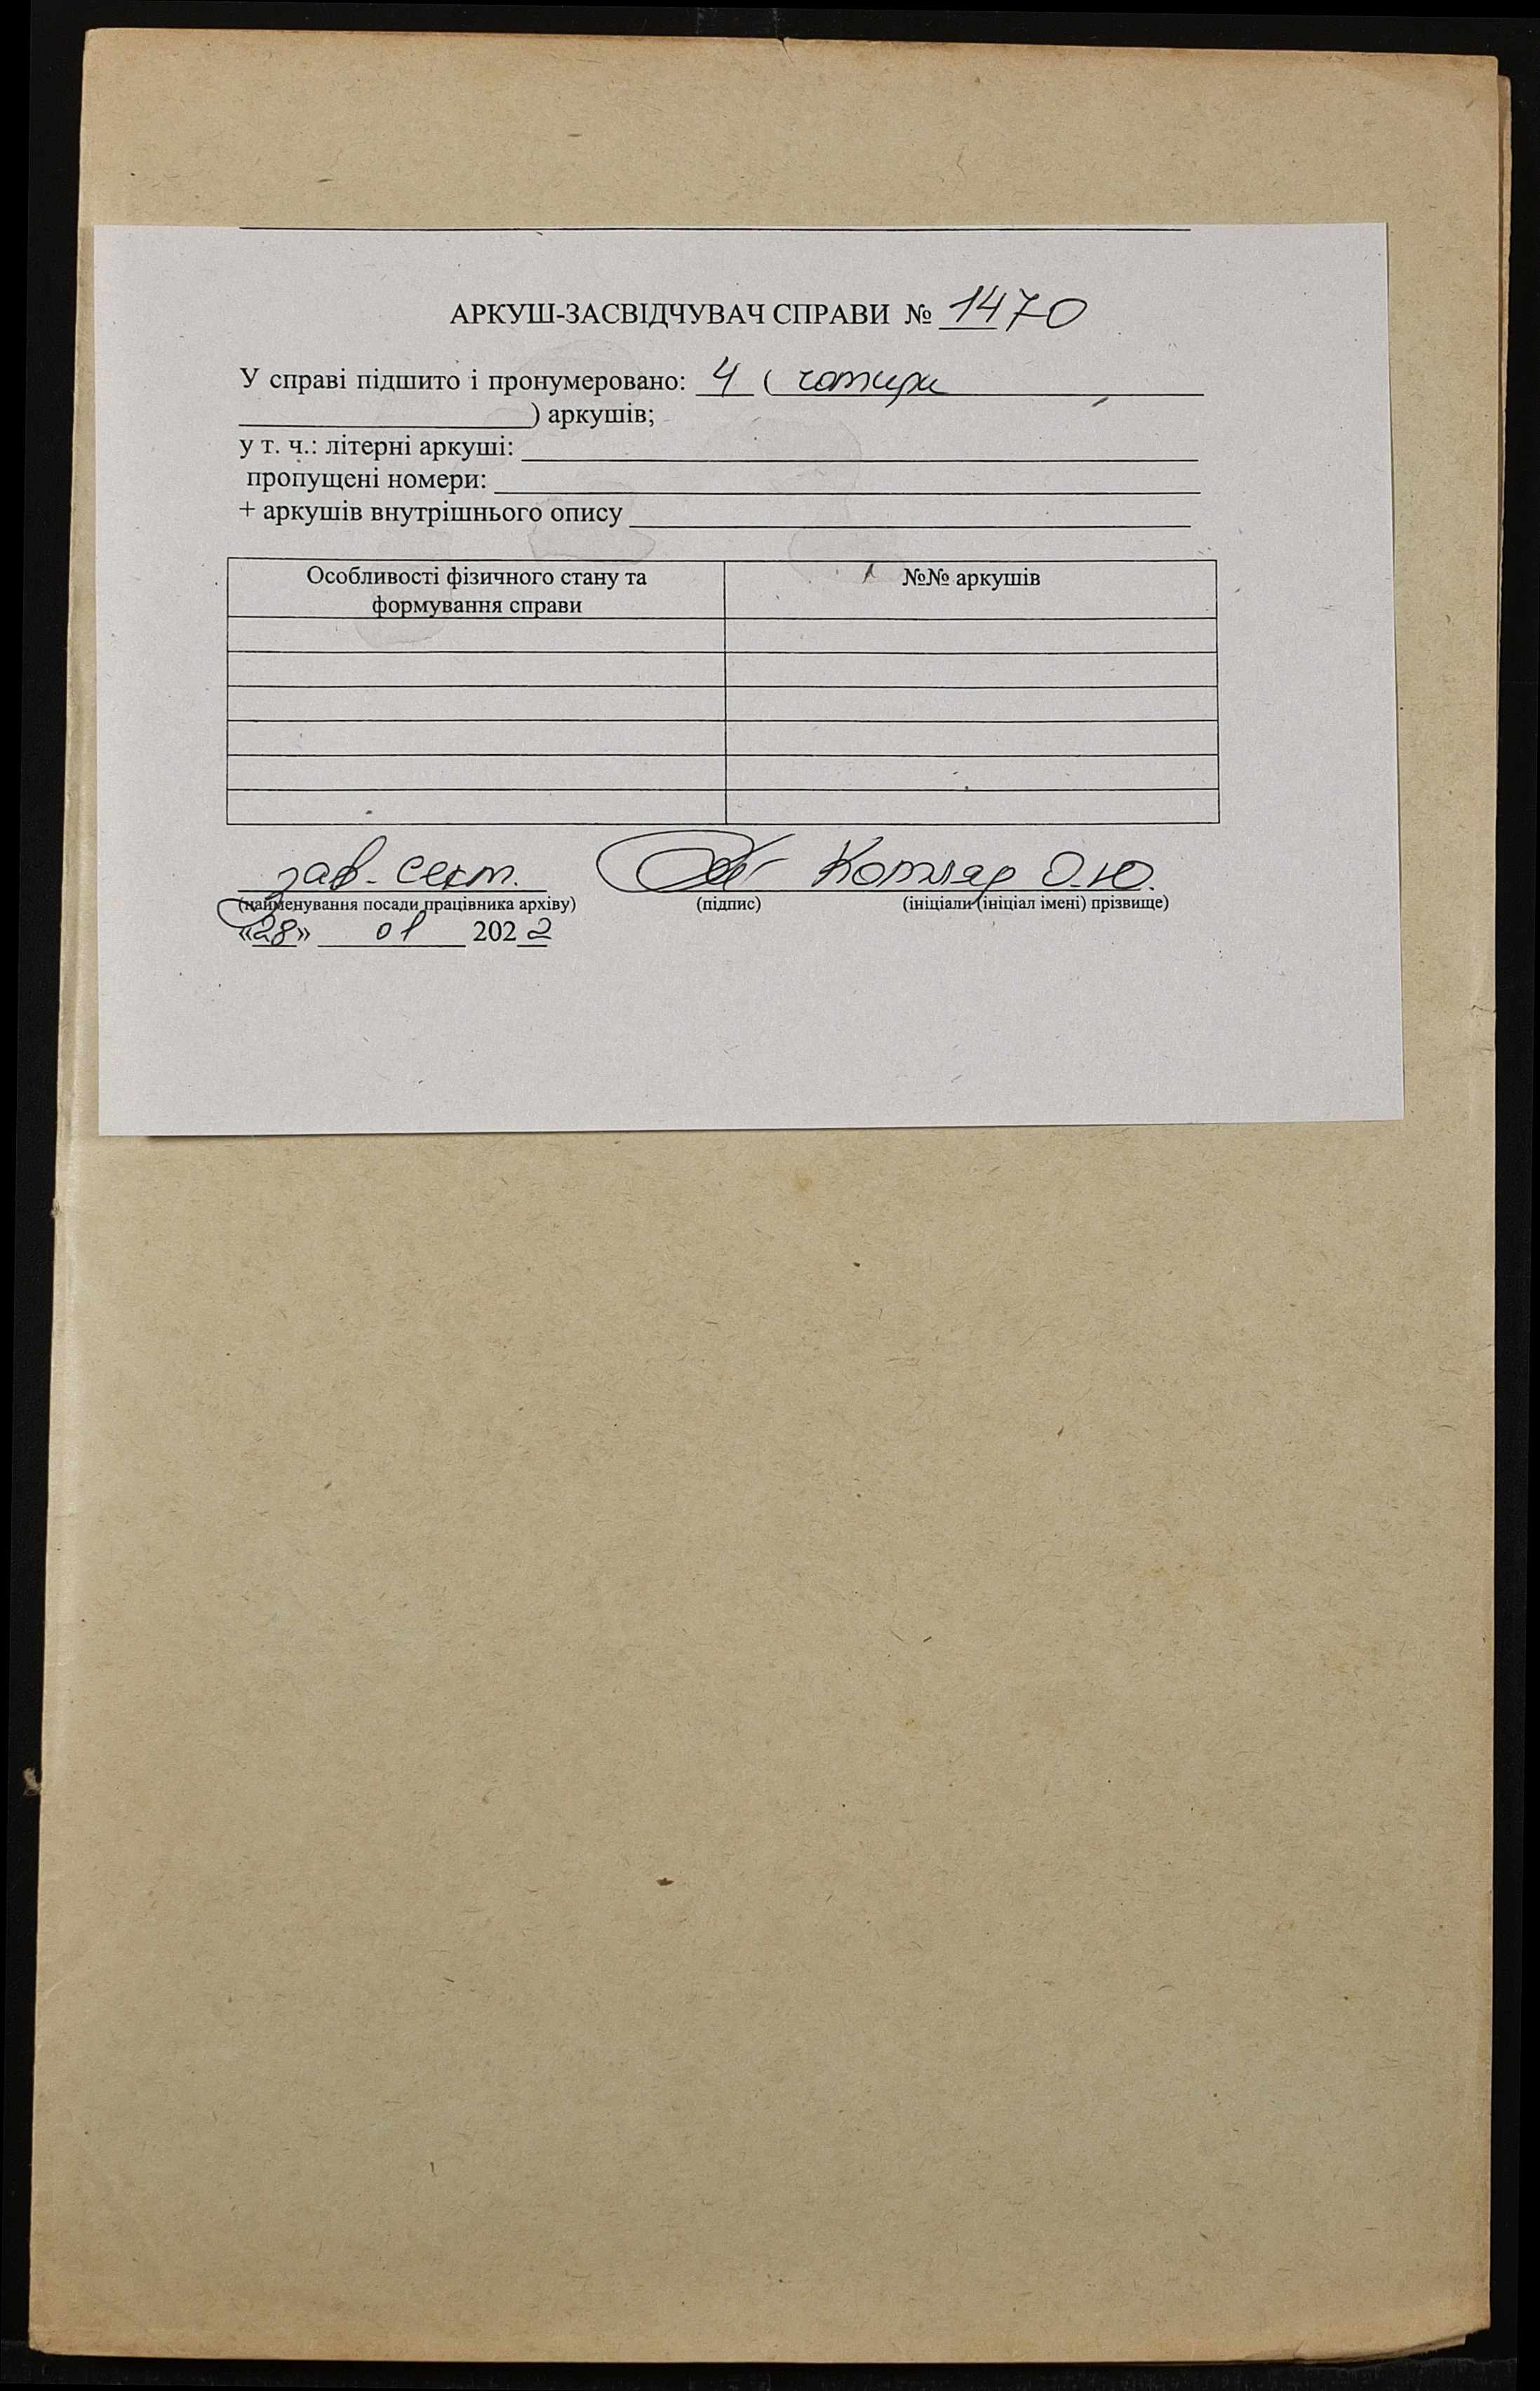 АРКУШ-ЗАСВІДЧУВАЧ СПРАВИ № 1470
У справі підшито і пронумеровано: 4 ( чотири
) аркушів;
у т. ч.: літерні аркуші:
пропущені номери:
+ аркушів внутрішнього опису
Особливості фізичного стану та формування справи
№№ аркушів
зав. сект. Котляр О.Ю.
(найменування посади працівника архіву) (підпис) (ініціали (ініціал імені) прізвище)
«28» 01 2022